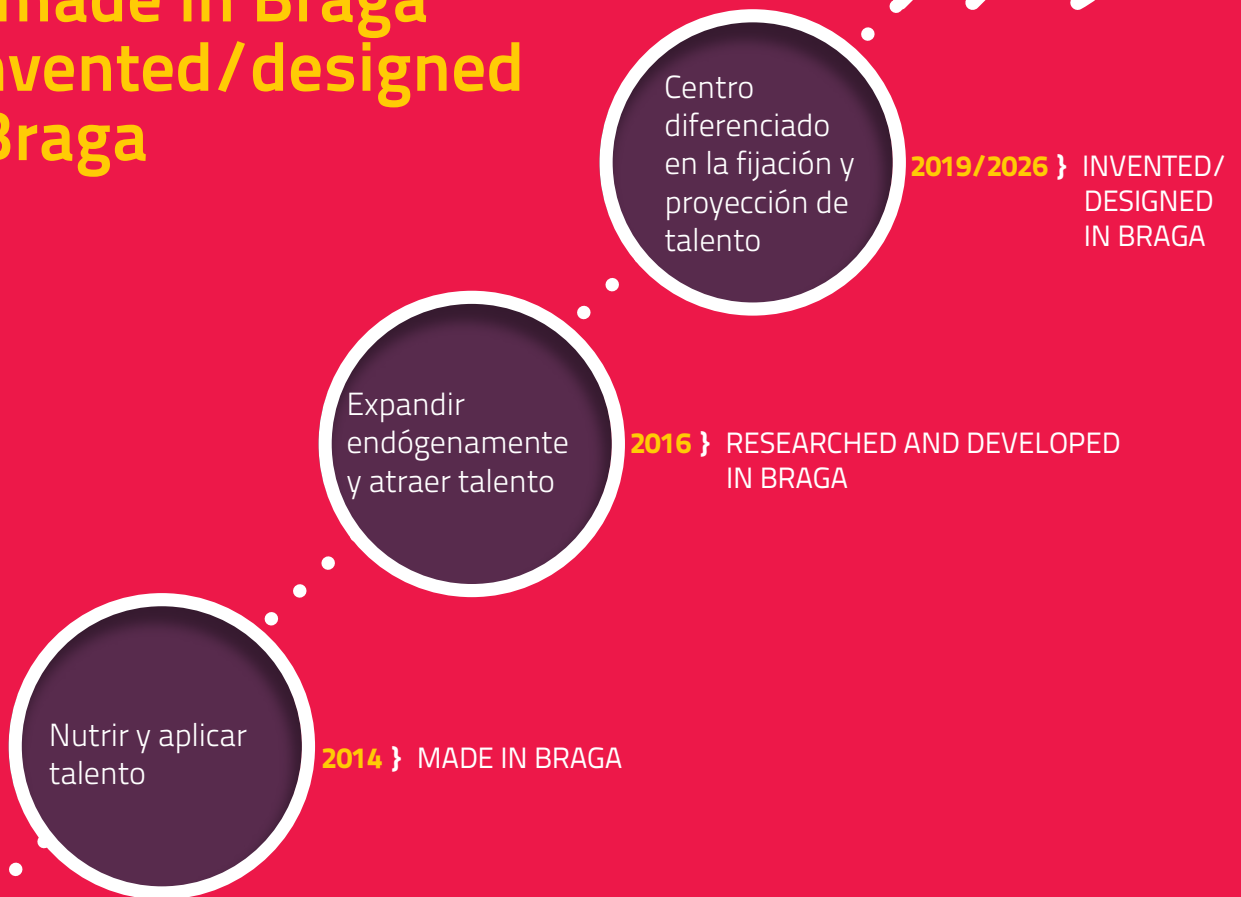 made in Braga
nvented/designed
Braga
Centro
diferenciado
en la fijación y
proyección de
talento
2019/2026 } INVENTED/
DESIGNED
IN BRAGA
Expandir
endógenamente
y atraer talento
2016 } RESEARCHED AND DEVELOPED
IN BRAGA
Nutrir y aplicar
talento
2014 } MADE IN BRAGA